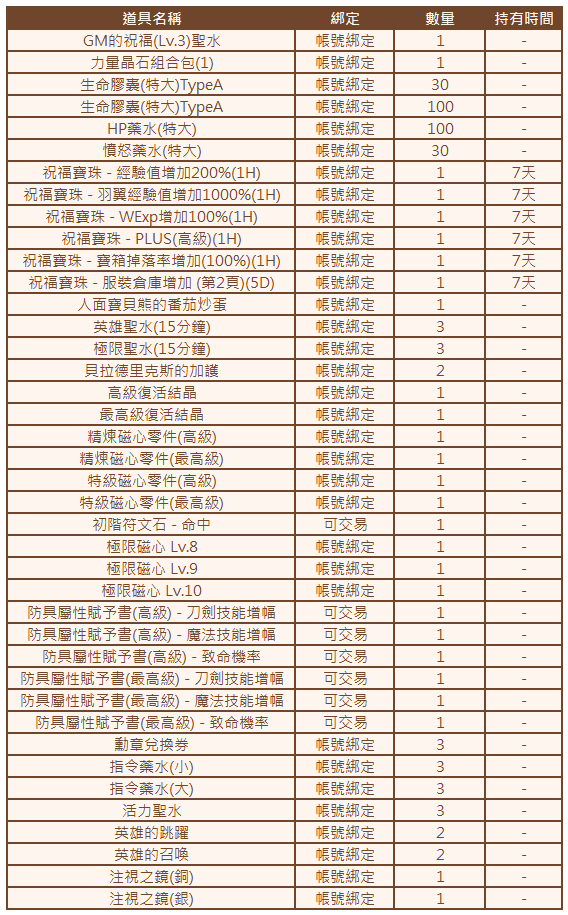 道具名稱 綁定 數量 持有時間
GM的祝福(Lv.3)聖水 帳號綁定 1 -
力量晶石組合包(1) 帳號綁定 1 -
生命膠囊(特大)TypeA 帳號綁定 30 -
生命膠囊(特大)TypeA 帳號綁定 100 -
HP藥水(特大) 帳號綁定 100 -
憤怒藥水(特大) 帳號綁定 30 -
祝福寶珠 - 經驗值增加200%(1H) 帳號綁定 1 7天
祝福寶珠 - 羽翼經驗值增加1000%(1H) 帳號綁定 1 7天
祝福寶珠 - WExp增加100%(1H) 帳號綁定 1 7天
祝福寶珠 - PLUS(高級)(1H) 帳號綁定 1 7天
祝福寶珠 - 寶箱掉落率增加(100%)(1H) 帳號綁定 1 7天
祝福寶珠 - 服裝倉庫增加 (第2頁)(5D) 帳號綁定 1 7天
人面寶貝熊的番茄炒蛋 帳號綁定 1 -
英雄聖水(15分鐘) 帳號綁定 3 -
極限聖水(15分鐘) 帳號綁定 3 -
貝拉德里克斯的加護 帳號綁定 2 -
高級復活結晶 帳號綁定 1 -
最高級復活結晶 帳號綁定 1 -
精煉磁心零件(高級) 帳號綁定 1 -
精煉磁心零件(最高級) 帳號綁定 1 -
特級磁心零件(高級) 帳號綁定 1 -
特級磁心零件(最高級) 帳號綁定 1 -
初階符文石 - 命中 可交易 1 -
極限磁心 Lv.8 帳號綁定 1 -
極限磁心 Lv.9 帳號綁定 1 -
極限磁心 Lv.10 帳號綁定 1 -
防具屬性賦予書(高級) - 刀劍技能增幅 可交易 1 -
防具屬性賦予書(高級) - 魔法技能增幅 可交易 1 -
防具屬性賦予書(高級) - 致命機率 可交易 1 -
防具屬性賦予書(最高級) - 刀劍技能增幅 可交易 1 -
防具屬性賦予書(最高級) - 魔法技能增幅 可交易 1 -
防具屬性賦予書(最高級) - 致命機率 可交易 1 -
勳章兌換券 帳號綁定 3 -
指令藥水(小) 帳號綁定 3 -
指令藥水(大) 帳號綁定 3 -
活力聖水 帳號綁定 3 -
英雄的跳躍 帳號綁定 2 -
英雄的召喚 帳號綁定 2 -
注視之鏡(銅) 帳號綁定 1 -
注視之鏡(銀) 帳號綁定 1 -